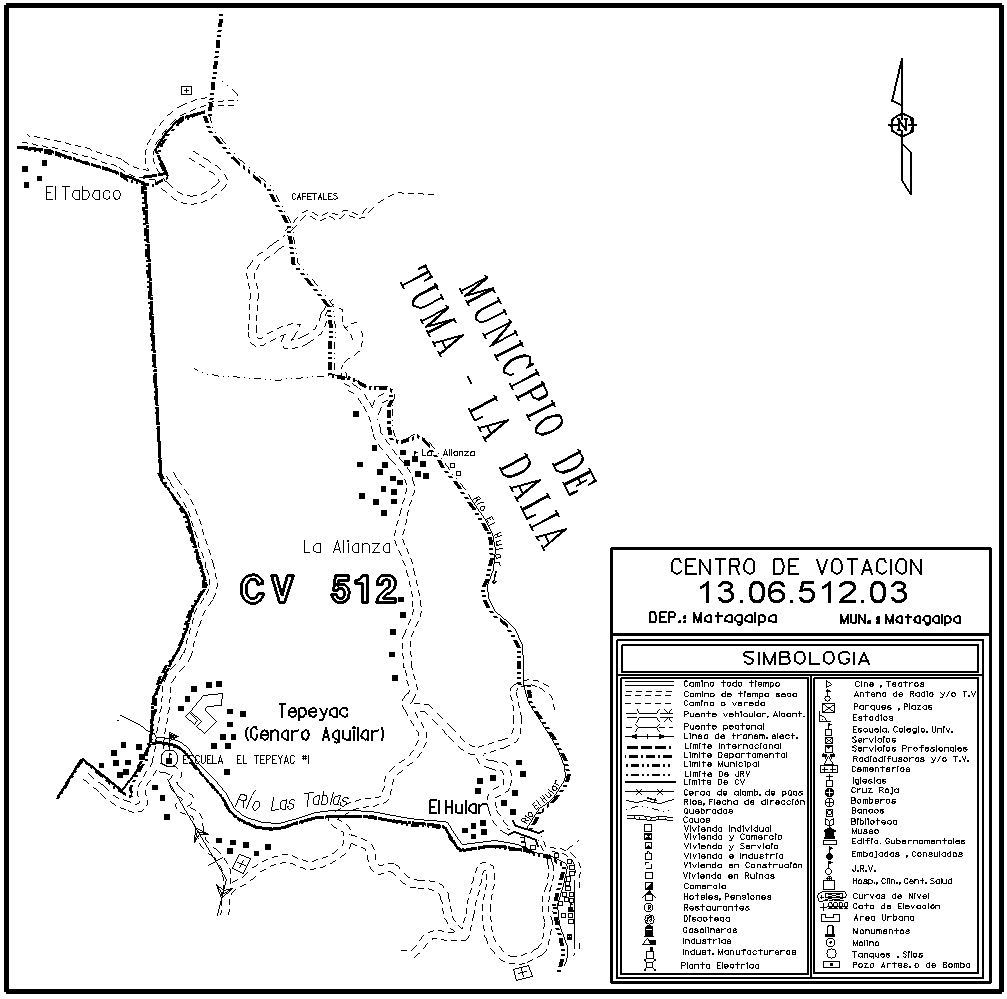 N
CAFETALES
El Tabaco
MUNICIPIO DE
TUMA - LA DALIA
La Alianza
Río El Hular
La Alianza
CV 512
Tepeyac
(Genaro Aguilar)
ESCUELA EL TEPEYAC #1
Río Las Tablas
El Hular
Río El Hular
CENTRO DE VOTACION
13.06.512.03
DEP.: Matagalpa MUN.: Matagalpa
SIMBOLOGIA
Camino todo tiempo
Camino de tiempo seco
Camino o vereda
Puente vehicular, Alcant.
Puente peatonal
Linea de transm. elect.
Limite Internacional
Limite Departamental
Limite Municipal
Limite De JRV
Limite De CV
Cerca de alamb. de púas
Rios, Flecha de dirección
Quebradas
Cauce
Vivienda Individual
Vivienda y Comercio
Vivienda y Servicio
Vivienda e Industria
Vivienda en Construción
Vivienda en Ruinas
Comercio
Hoteles, Pensiones
Restaurantes
Discoteca
Gasolineras
Industrias
Indust. Manufactureras
Planta Electrica
Cine , Teatros
Antena de Radio y/o T.V
Parques , Plazas
Estadios
Escuela, Colegio, Univ.
Servicios
Servicios Profesionales
Radiodifusoras y/o T.V.
Cementerios
Iglesias
Cruz Roja
Bomberos
Bancos
Biblioteca
Museo
Edific. Gubernamentales
Embajadas , Consulados
J.R.V.
Hosp., Clin., Cent. Salud
Curvas de Nivel
Cota de Elevación
Area Urbana
Monumentos
Molino
Tanques , Silos
Pozo Artes. o de Bomba